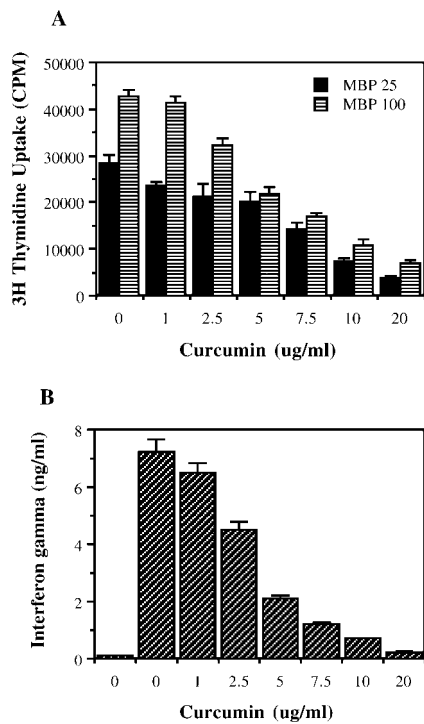 A
3H Thymidine Uptake (CPM)
50000
40000
30000
20000
10000
0
MBP 25
MBP 100
0 1 2.5 5 7.5 10 20
Curcumin (ug/ml)
B
Interferon gamma (ng/ml)
8
6
4
2
0
0 0 1 2.5 5 7.5 10 20
Curcumin (ug/ml)